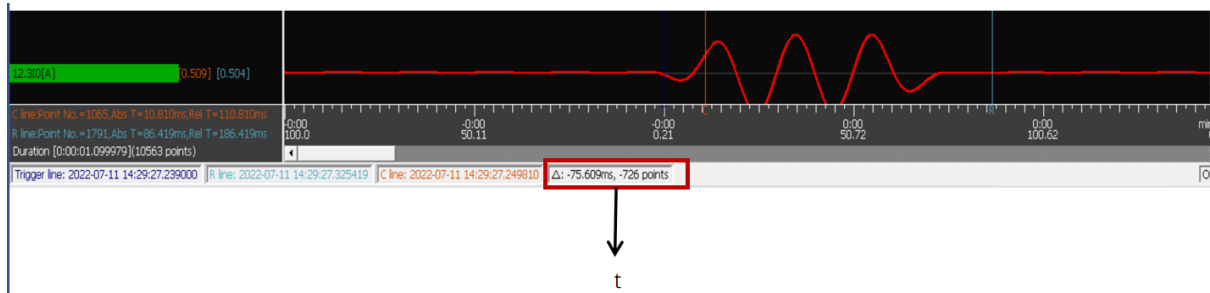 12.3I0[A] [0.509] [0.504]
C line:Point No.=1065,Abs T=10.810ms,Rel T=110.810ms
R line:Point No.=1791,Abs T=86.419ms,Rel T=186.419ms
Duration [0:00:01.099979](10563 points)
C R
-0:00 -0:00 -0:00 0:00 0:00
100.0 50.11 0.21 50.72 100.62
Trigger line: 2022-07-11 14:29:27.239000 R line: 2022-07-11 14:29:27.325419 C line: 2022-07-11 14:29:27.249810 Δ: -75.609ms, -726 points
t